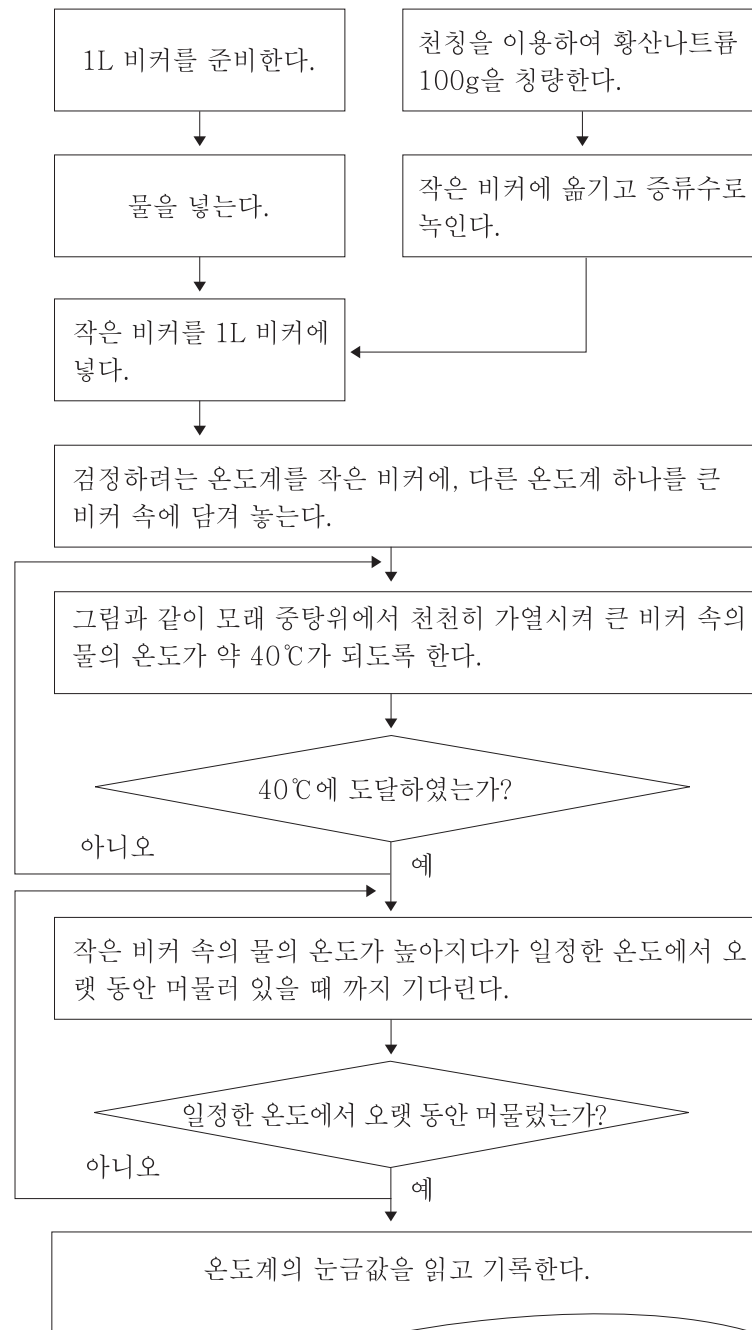 1L 비커를 준비한다.
천칭을 이용하여 황산나트륨
100g을 칭량한다.
물을 넣는다.
작은 비커에 옮기고 증류수로
녹인다.
작은 비커를 1L 비커에
넣다.
검정하려는 온도계를 작은 비커에, 다른 온도계 하나를 큰
비커 속에 담겨 놓는다.
그림과 같이 모래 중탕위에서 천천히 가열시켜 큰 비커 속의
물의 온도가 약 40℃가 되도록 한다.
40℃에 도달하였는가?
아니오
예
작은 비커 속의 물의 온도가 높아지다가 일정한 온도에서 오
랫 동안 머물러 있을 때 까지 기다린다.
일정한 온도에서 오랫 동안 머물렀는가?
아니오
예
온도계의 눈금값을 읽고 기록한다.